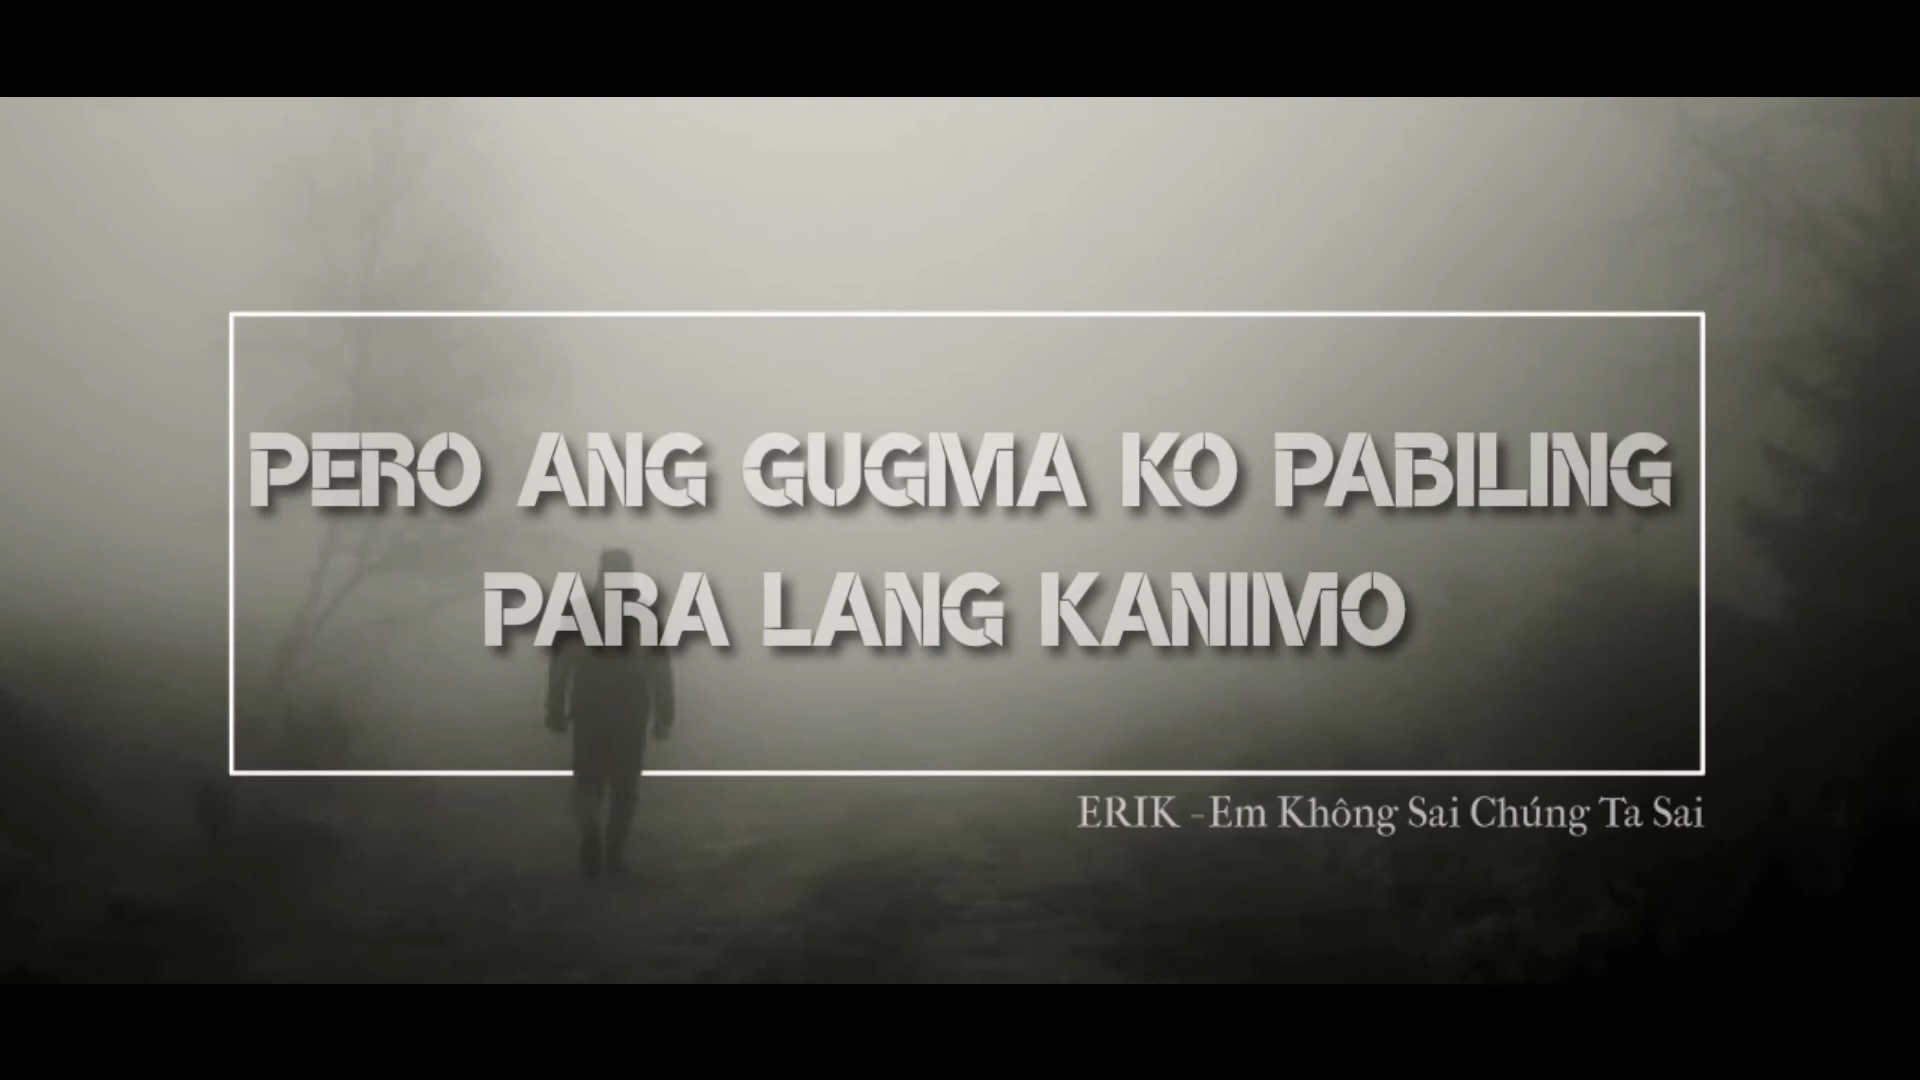 PERO ANG GUGMA KO PABILING
PARA LANG KANIMO
ERIK -Em Không Sai Chúng Ta Sai